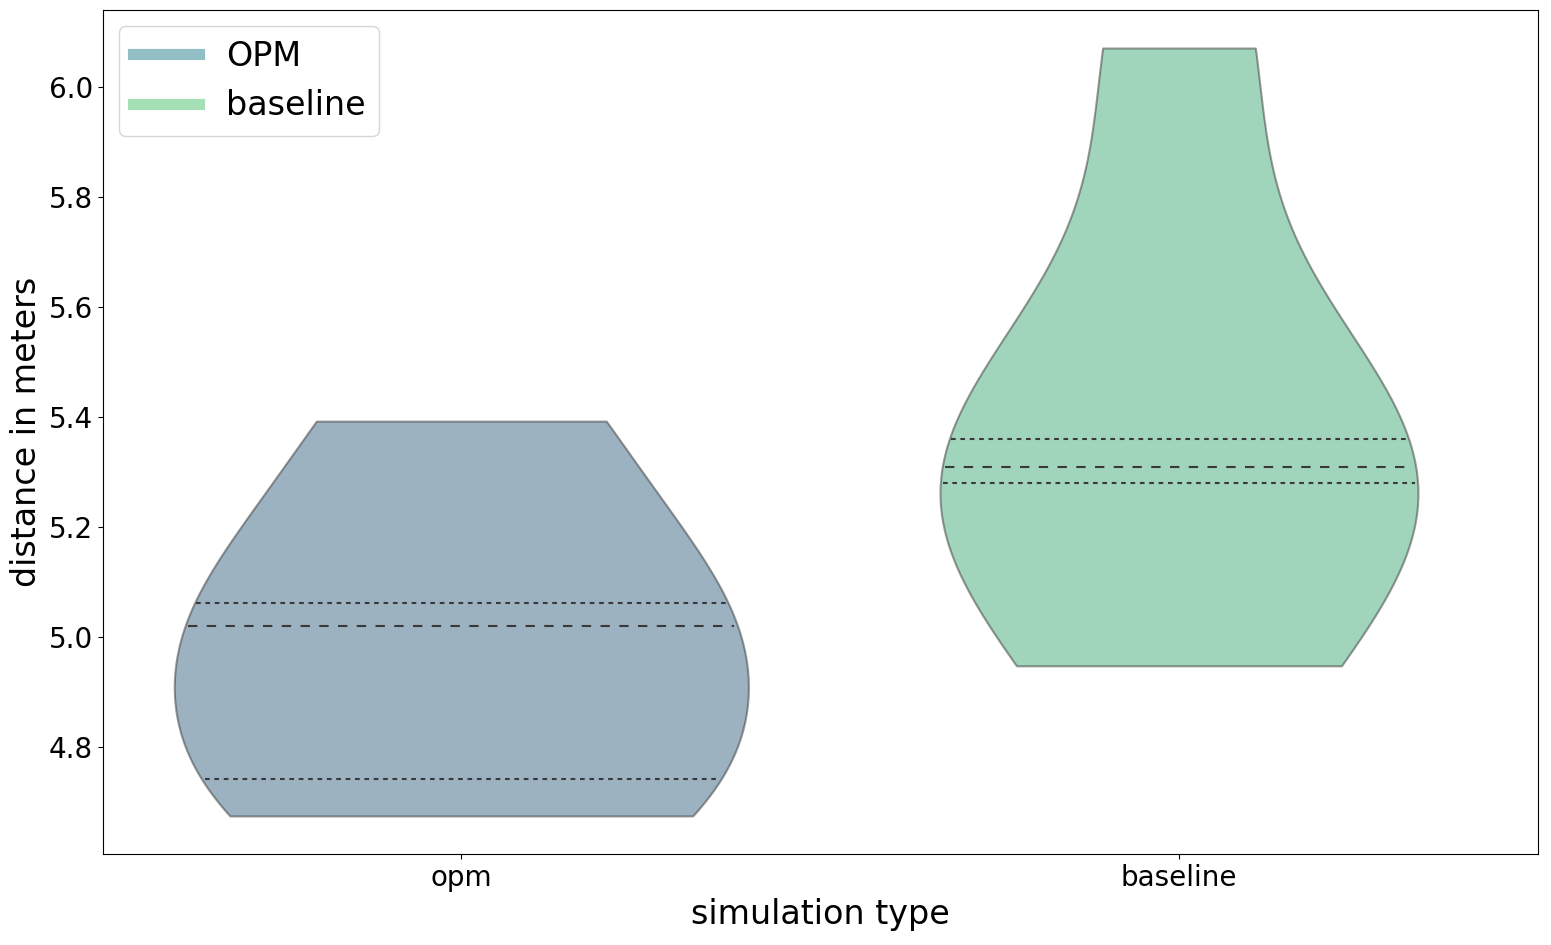 OPM
baseline
distance in meters
6.0
5.8
5.6
5.4
5.2
5.0
4.8
opm
baseline
simulation type